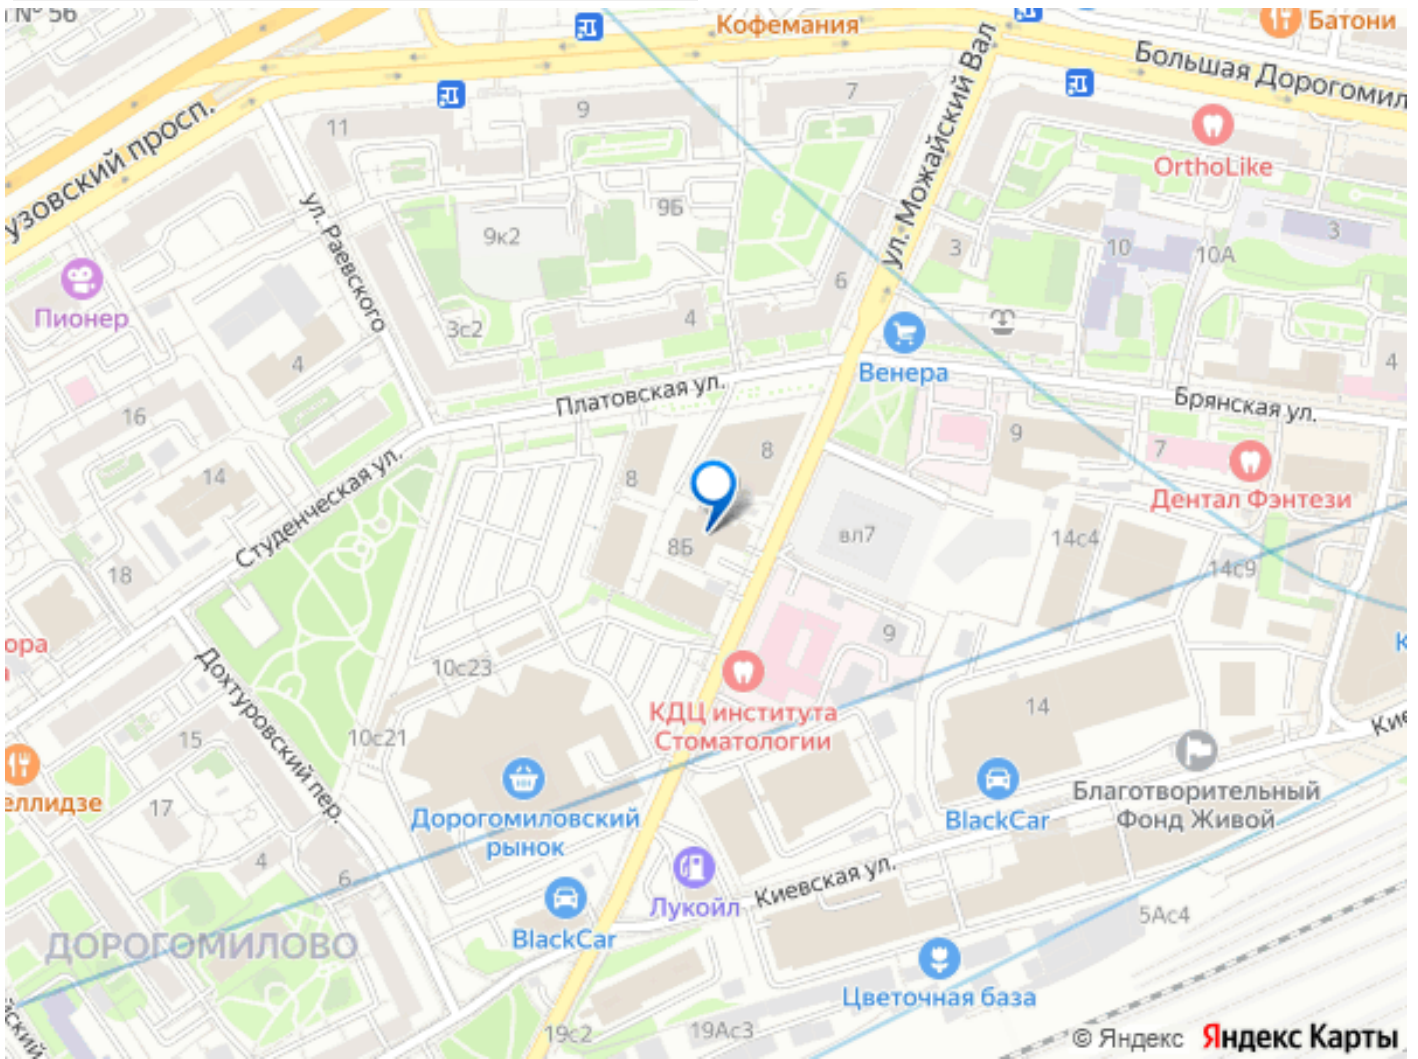 № 56
Кофемания
Батони
Большая Дорогомил
узовский просп.
ул. Можайский Вал
7
9
11
OrthoLike
ул. Раевского
9Б
9к2
3
10
10А
3
Пионер
6
4
3с2
Венера
4
4
Платовская ул.
Брянская ул.
16
8
9
7
14
8
Студенческая ул.
Дентал Фэнтези
8Б
вл7
14с4
14с9
18
9
ора
10с23
Дохтуровский пер.
КДЦ института
Стоматологии
14
10с21
15
Кие
Дорогомиловский
рынок
BlackCar
Благотворительный
Фонд Живой
еллидзе
17
4
6
Киевская ул.
Лукойл
5Ас4
BlackCar
ДОРОГОМИЛОВО
Цветочная база
19с2
19Ас3
© Яндекс Яндекс Карты